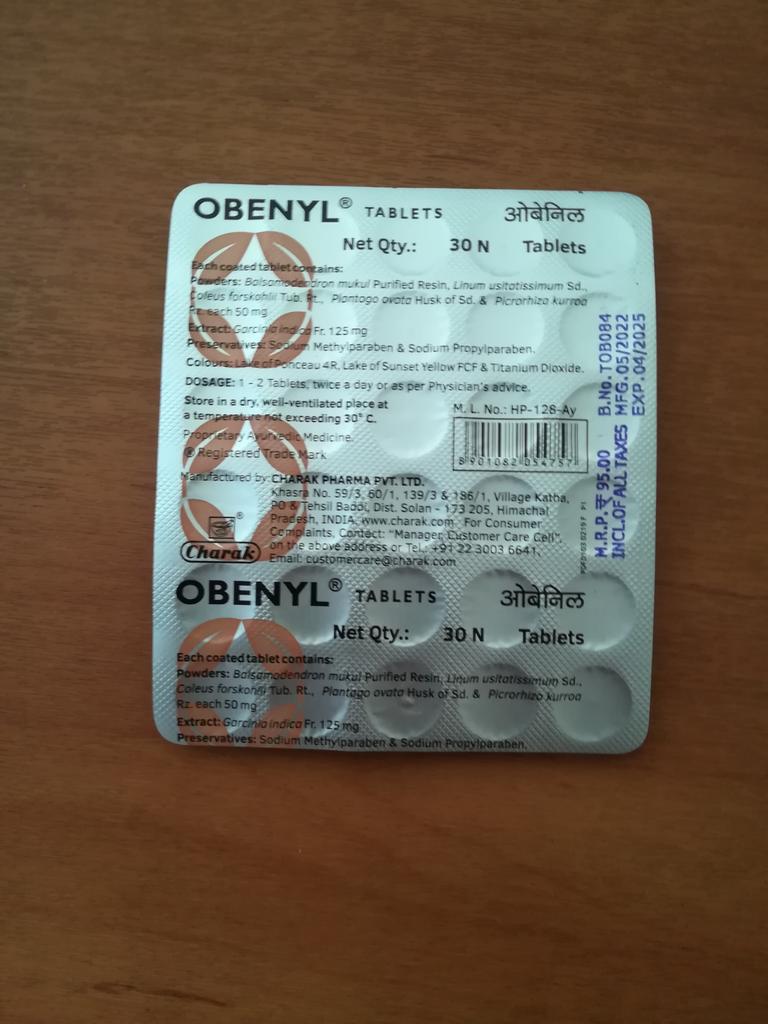 OBENYL® TABLETS ओबेनिल
Net Qty.: 30 N Tablets
Each coated tablet contains:
Powders: Balsamodendron mukul Purified Resin, Linum usitatissimum Sd.,
Coleus forskohlii Tub. Rt., Plantago ovata Husk of Sd. & Picrorhiza kurroa
Rz. each 50 mg
Extract: Garcinia indica Fr. 125 mg
Preservatives: Sodium Methylparaben & Sodium Propylparaben.
Colours: Lake of Ponceau 4R, Lake of Sunset Yellow FCF & Titanium Dioxide.
DOSAGE: 1 - 2 Tablets, twice a day or as per Physician's advice.
Store in a dry, well-ventilated place at
a temperature not exceeding 30° C.
Proprietary Ayurvedic Medicine.
® Registered Trade Mark
M. L. No.: HP-128-Ay
8 901082 054757
Manufactured by: CHARAK PHARMA PVT. LTD.
Khasra No. 59/3, 60/1, 139/3 & 186/1, Village Katha,
PO & Tehsil Baddi, Dist. Solan - 173 205, Himachal
Pradesh, INDIA. www.charak.com For Consumer
Complaints, Contact: "Manager, Customer Care Cell",
on the above address or Tel.: +91 22 3003 6641,
Email: customercare@charak.com
®
Charak
B.No. TOB084
M.R.P. ₹ 95.00 MFG. 05/2022
INCL.OF ALL TAXES EXP. 04/2025
OBENYL® TABLETS ओबेनिल
Net Qty.: 30 N Tablets
Each coated tablet contains:
Powders: Balsamodendron mukul Purified Resin, Linum usitatissimum Sd.,
Coleus forskohlii Tub. Rt., Plantago ovata Husk of Sd. & Picrorhiza kurroa
Rz. each 50 mg
Extract: Garcinia indica Fr. 125 mg
Preservatives: Sodium Methylparaben & Sodium Propylparaben.